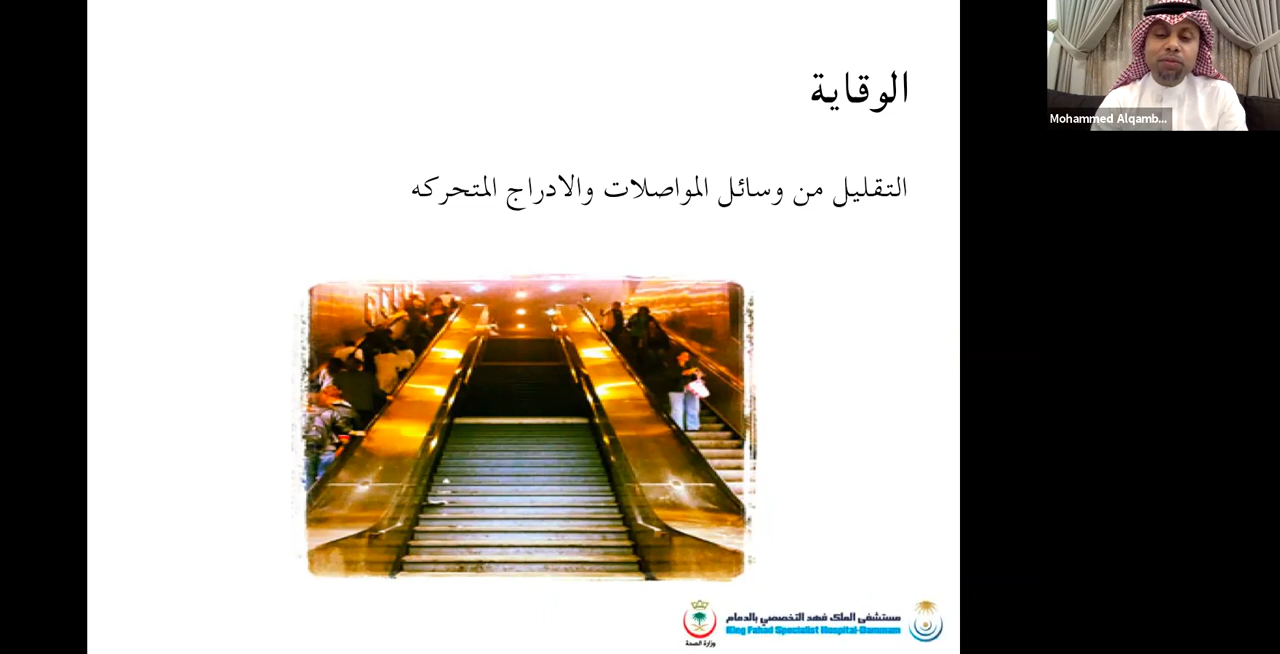 الوقاية
Mohammed Alqamb...
التقليل من وسائل المواصلات والادراج المتحركه
مستشفى الملك فهد التخصصي بالدمام
King Fahad Specialist Hospital-Dammam
وزارة الصحة